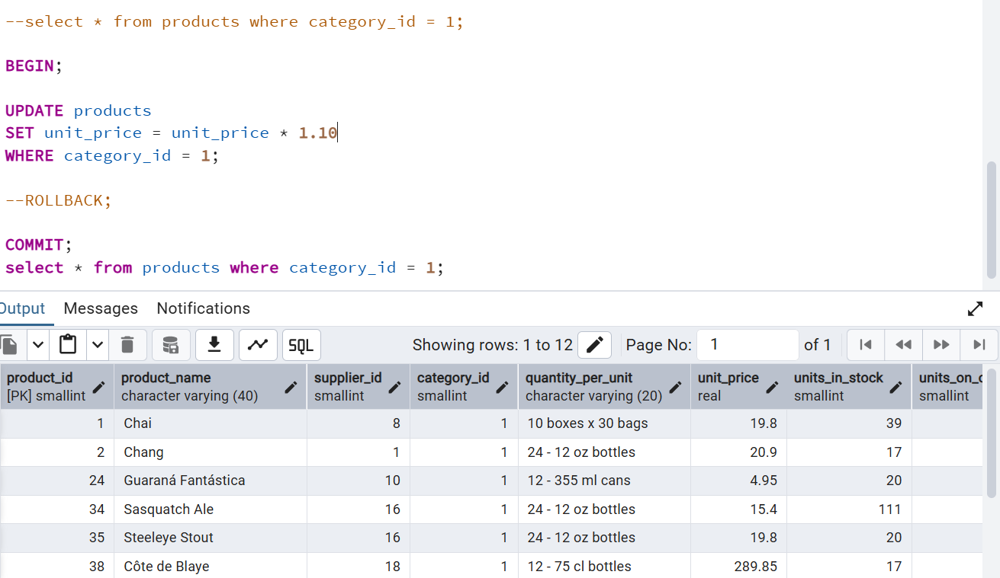 --select * from products where category_id = 1;
BEGIN;
UPDATE products
SET unit_price = unit_price * 1.10
WHERE category_id = 1;
--ROLLBACK;
COMMIT;
select * from products where category_id = 1;
Output Messages Notifications
SQL Showing rows: 1 to 12 Page No: 1 of 1
product_id product_name supplier_id category_id quantity_per_unit unit_price units_in_stock units_on_
[PK] smallint character varying (40) smallint smallint character varying (20) real smallint smallint
1 Chai 8 1 10 boxes x 30 bags 19.8 39
2 Chang 1 1 24 - 12 oz bottles 20.9 17
24 Guaraná Fantástica 10 1 12 - 355 ml cans 4.95 20
34 Sasquatch Ale 16 1 24 - 12 oz bottles 15.4 111
35 Steeleye Stout 16 1 24 - 12 oz bottles 19.8 20
38 Côte de Blaye 18 1 12 - 75 cl bottles 289.85 17